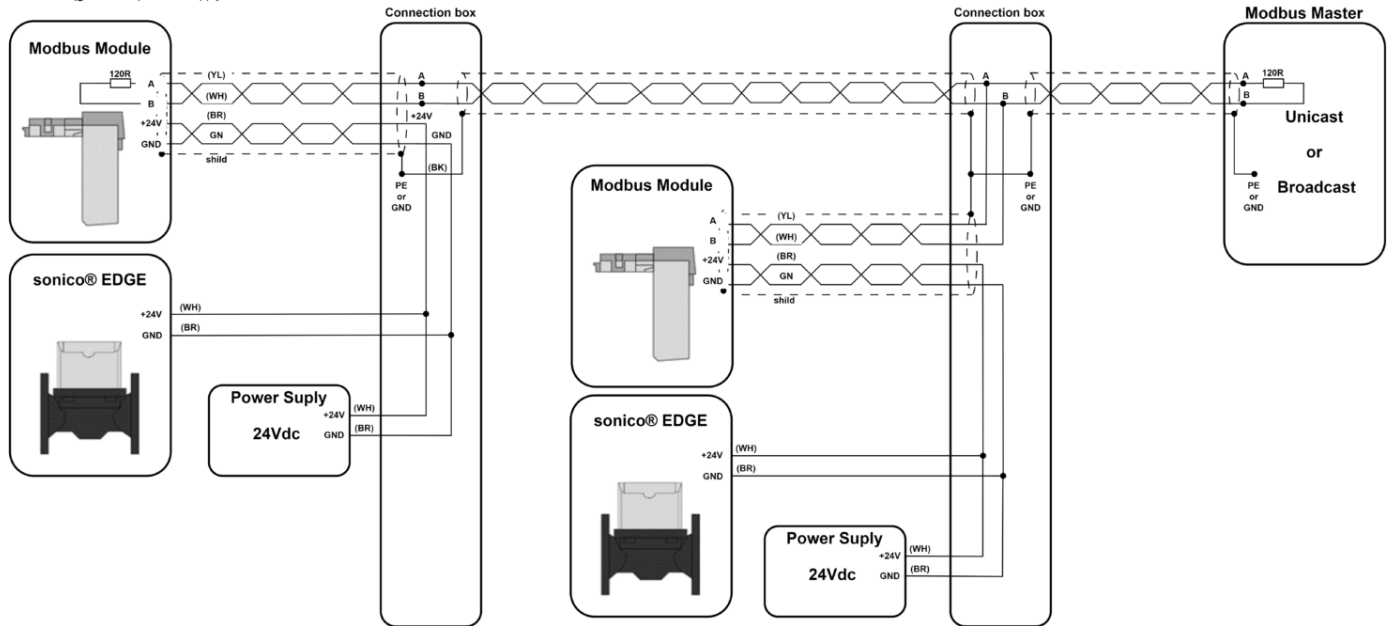 Connection box
Connection box
Modbus Master
Modbus Module
120R
A
(YL)
B
(WH)
+24V
(BR)
GND
GN
shild
A
B
+24V
GND
(BK)
PE
or
GND
sonico® EDGE
+24V
(WH)
GND
(BR)
Power Suply
+24V
(WH)
24Vdc
GND
(BR)
Modbus Module
A
(YL)
B
(WH)
+24V
(BR)
GND
GN
shild
A
B
PE
or
GND
sonico® EDGE
+24V
(WH)
GND
(BR)
Power Suply
+24V
(WH)
24Vdc
GND
(BR)
A
120R
B
Unicast
or
Broadcast
PE
or
GND